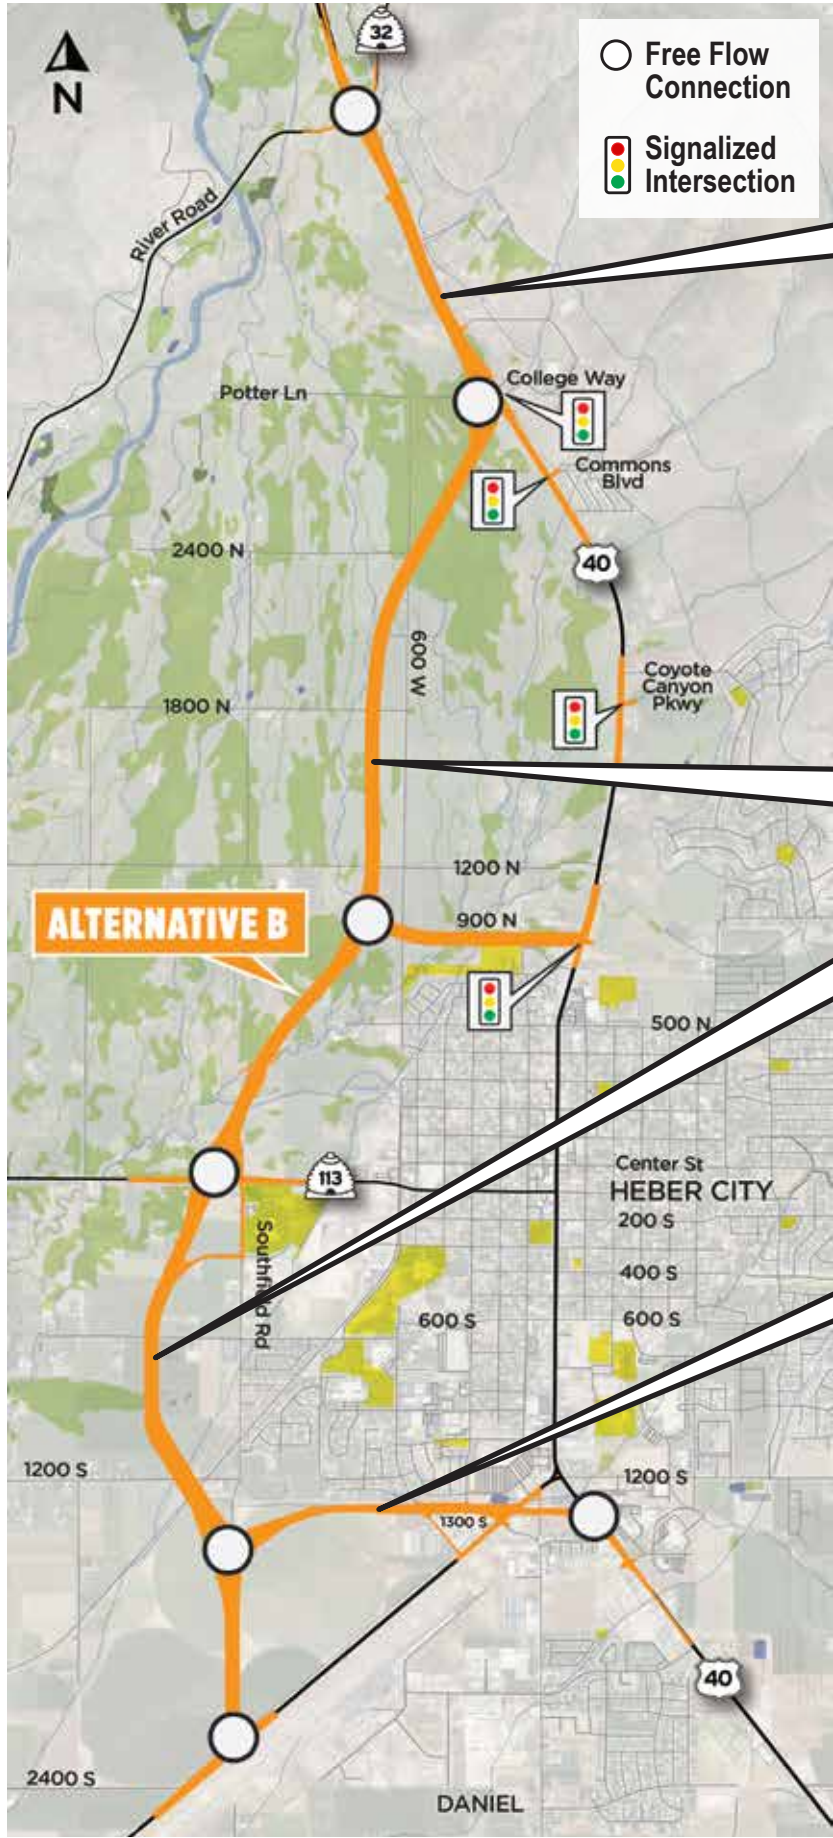 32
N
Free Flow
Connection
Signalized
Intersection
River Road
College Way
Potter Ln
Commons
Blvd
2400 N
40
600 W
Coyote
Canyon
Pkwy
1800 N
1200 N
ALTERNATIVE B
900 N
500 N
Center St
113
HEBER CITY
200 S
Southfield Rd
400 S
600 S
600 S
1200 S
1200 S
1300 S
40
2400 S
DANIEL